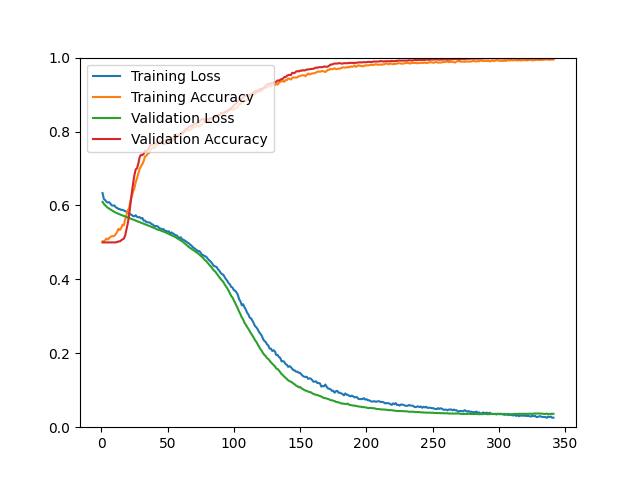 1.0
0.8
0.6
0.4
0.2
0.0
Training Loss
Training Accuracy
Validation Loss
Validation Accuracy
0 50 100 150 200 250 300 350